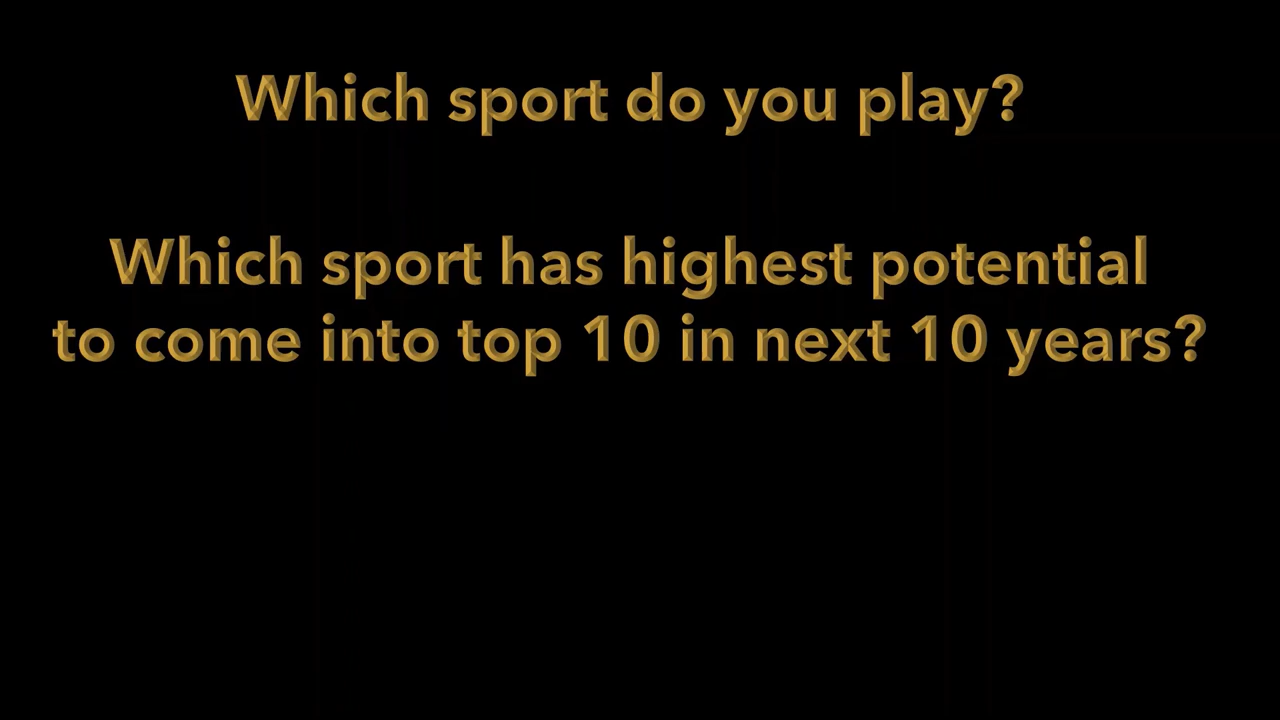 Which sport do you play?
Which sport has highest potential
to come into top 10 in next 10 years?